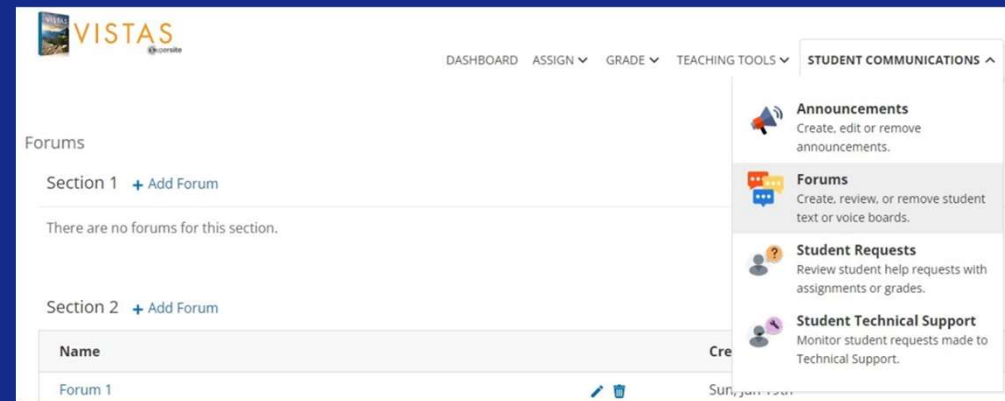 VISTAS
DASHBOARD ASSIGN GRADE TEACHING TOOLS STUDENT COMMUNICATIONS
Announcements
Create, edit or remove
announcements.
Forums
Section 1 + Add Forum
There are no forums for this section.
Forums
Create, review, or remove student
text or voice boards.
Student Requests
Review student help requests with
assignments or grades.
Section 2 + Add Forum
Student Technical Support
Monitor student requests made to
Technical Support.
Name
Forum 1